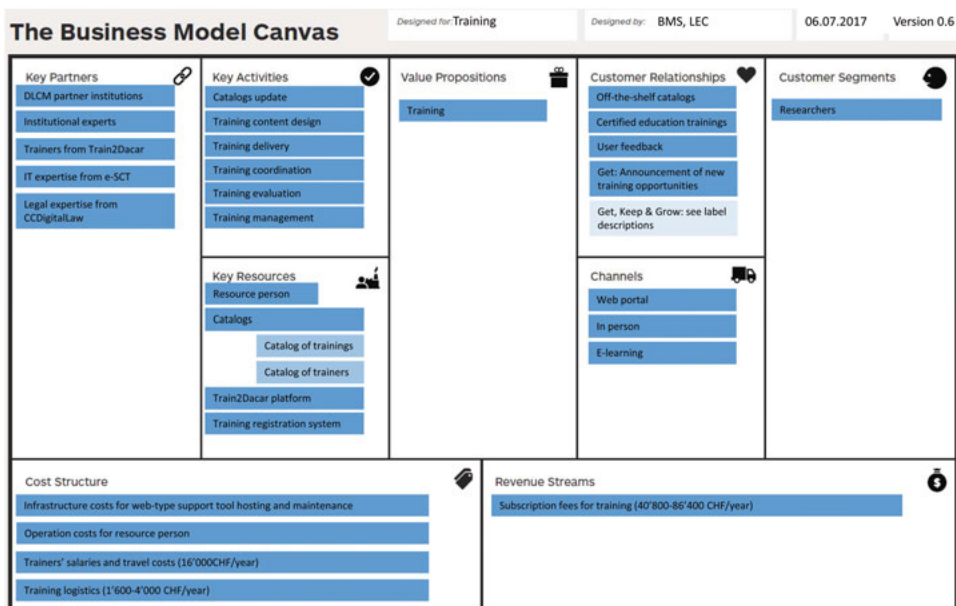 The Business Model Canvas
Designed for: Training
Designed by: BMS, LEC
06.07.2017
Version 0.6
Key Partners
DLCM partner institutions
Institutional experts
Trainers from Train2Dacar
IT expertise from e-SCT
Legal expertise from
CCDigitalLaw
Key Activities
Catalogs update
Training content design
Training delivery
Training coordination
Training evaluation
Training management
Key Resources
Resource person
Catalogs
Catalog of trainings
Catalog of trainers
Train2Dacar platform
Training registration system
Value Propositions
Training
Customer Relationships
Off-the-shelf catalogs
Certified education trainings
User feedback
Get: Announcement of new
training opportunities
Get, Keep & Grow: see label
descriptions
Channels
Web portal
In person
E-learning
Customer Segments
Researchers
Cost Structure
Infrastructure costs for web-type support tool hosting and maintenance
Operation costs for resource person
Trainers' salaries and travel costs (16'000CHF/year)
Training logistics (1'600-4'000 CHF/year)
Revenue Streams
$
Subscription fees for training (40'800-86'400 CHF/year)